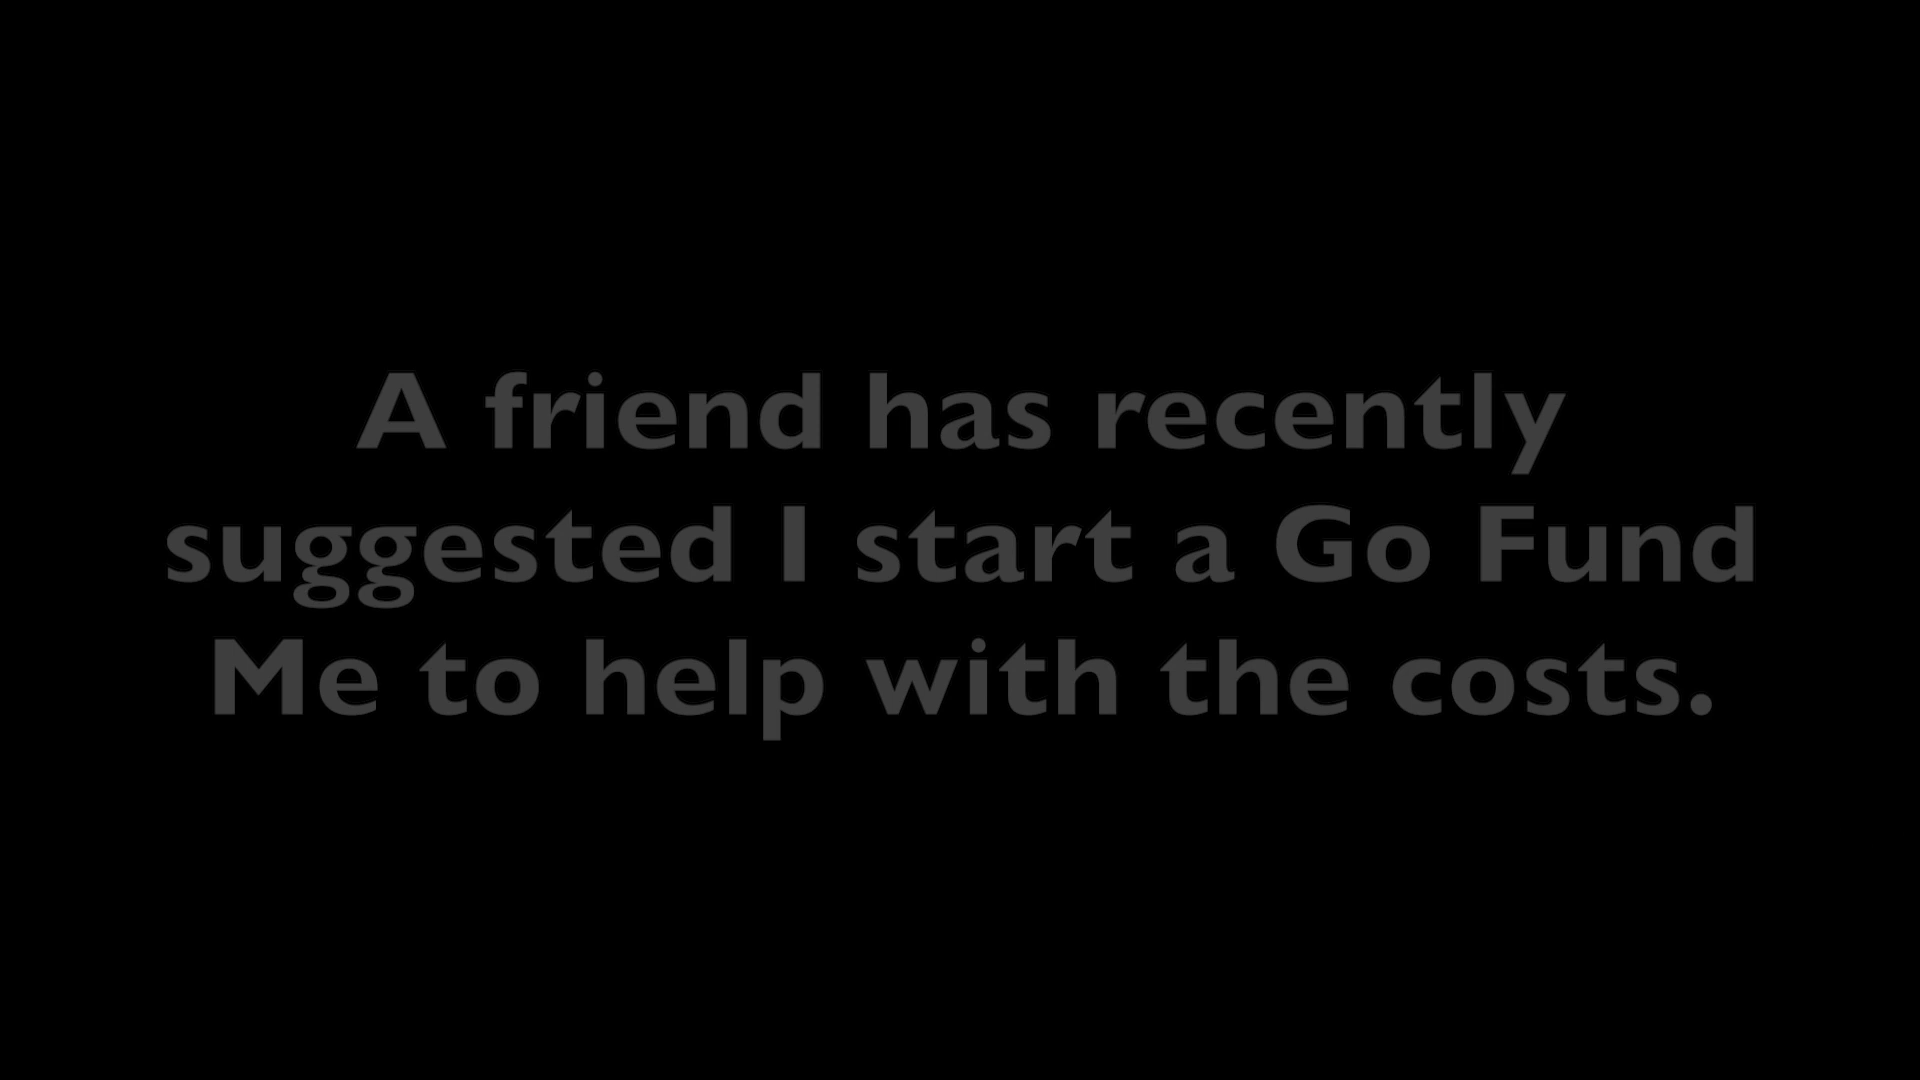 A friend has recently
suggested I start a Go Fund
Me to help with the costs.